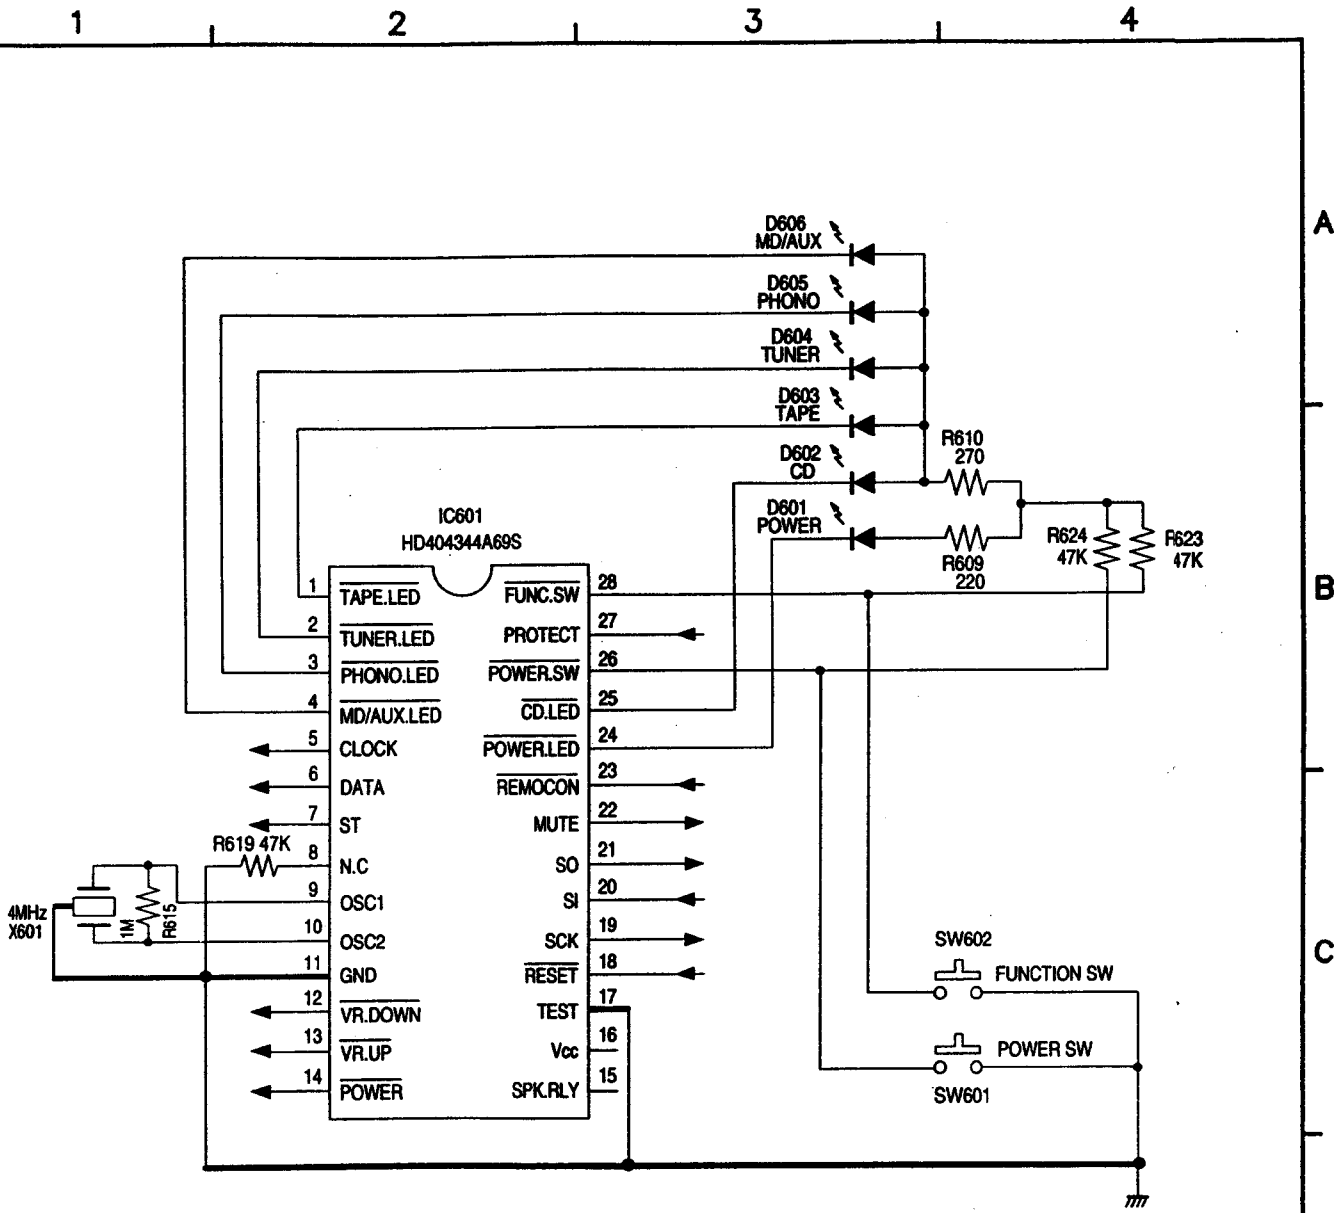 1 2 3 4
A
D606
MD/AUX
D605
PHONO
D604
TUNER
D603
TAPE
R610
270
D602
CD
D601
POWER
R609
220
R624
47K
R623
47K
B
IC601
HD404344A69S
1 TAPE.LED
2 TUNER.LED
3 PHONO.LED
4 MD/AUX.LED
5 CLOCK
6 DATA
7 ST
R619 47K
8 N.C
9 OSC1
10 OSC2
11 GND
12 VR.DOWN
13 VR.UP
14 POWER
FUNC.SW 28
PROTECT 27
POWER.SW 26
CD.LED 25
POWER.LED 24
REMOCON 23
MUTE 22
SO 21
SI 20
SCK 19
RESET 18
TEST 17
Vcc 16
SPK.RLY 15
4MHz
X601
1M
R615
C
SW602
FUNCTION SW
POWER SW
SW601